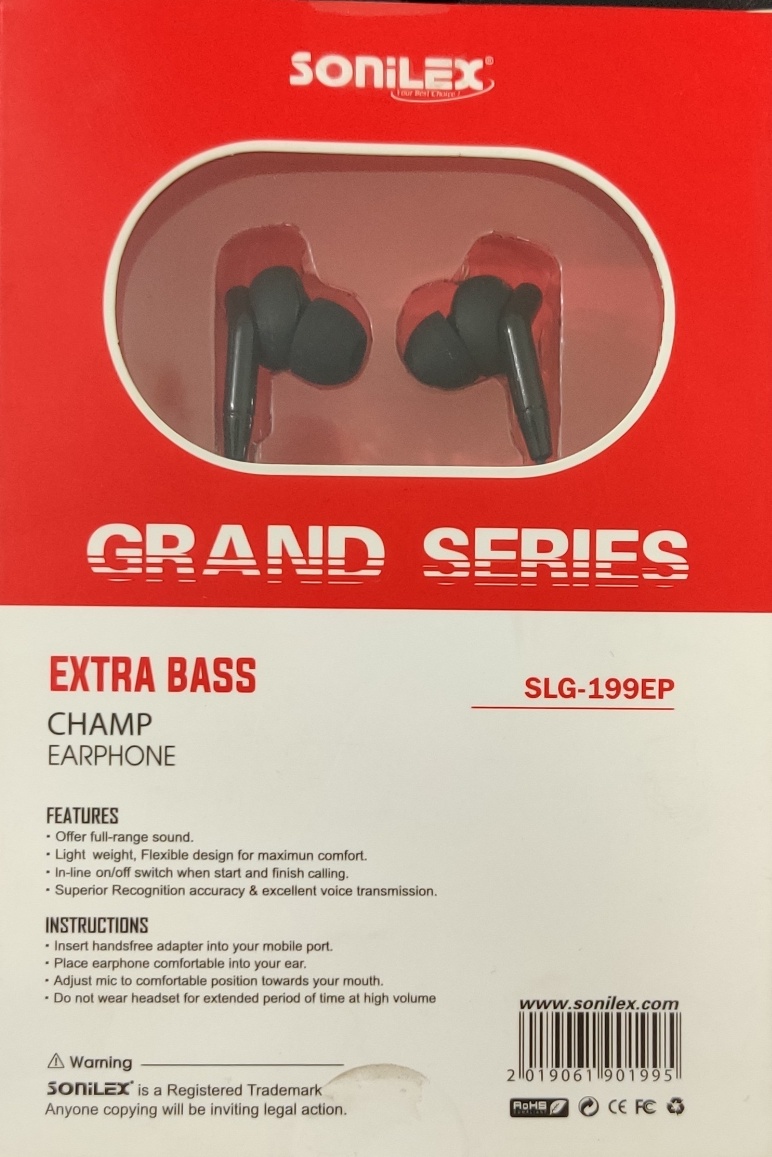 SONiLEX®
Your Best Choice!
GRAND SERIES
EXTRA BASS
SLG-199EP
CHAMP
EARPHONE
FEATURES
• Offer full-range sound.
• Light weight, Flexible design for maximun comfort.
• In-line on/off switch when start and finish calling.
• Superior Recognition accuracy & excellent voice transmission.
INSTRUCTIONS
• Insert handsfree adapter into your mobile port.
• Place earphone comfortable into your ear.
• Adjust mic to comfortable position towards your mouth.
• Do not wear headset for extended period of time at high volume
www.sonilex.com
2 019061 901995
⚠ Warning
SONiLEX® is a Registered Trademark
Anyone copying will be inviting legal action.
RoHS
COMPLIANT
CE FC